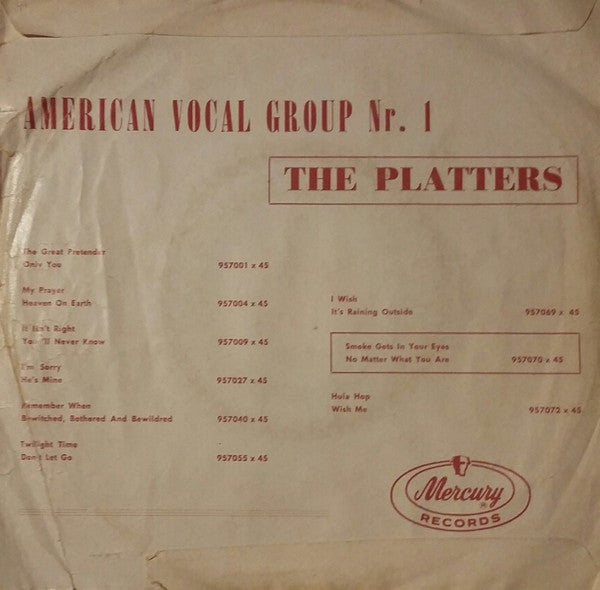 AMERICAN VOCAL GROUP Nr. 1
THE PLATTERS
The Great Pretender
Only You 957001 x 45
My Prayer
Heaven On Earth 957004 x 45
It Isn't Right
You'll Never Know 957009 x 45
I'm Sorry
He's Mine 957027 x 45
Remember When
Bewitched, Bothered And Bewildred 957040 x 45
Twilight Time
Don't Let Go 957055 x 45
I Wish
It's Raining Outside 957069 x 45
Smoke Gets In Your Eyes
No Matter What You Are 957070 x 45
Hula Hop
Wish Me 957072 x 45
Mercury
®
RECORDS